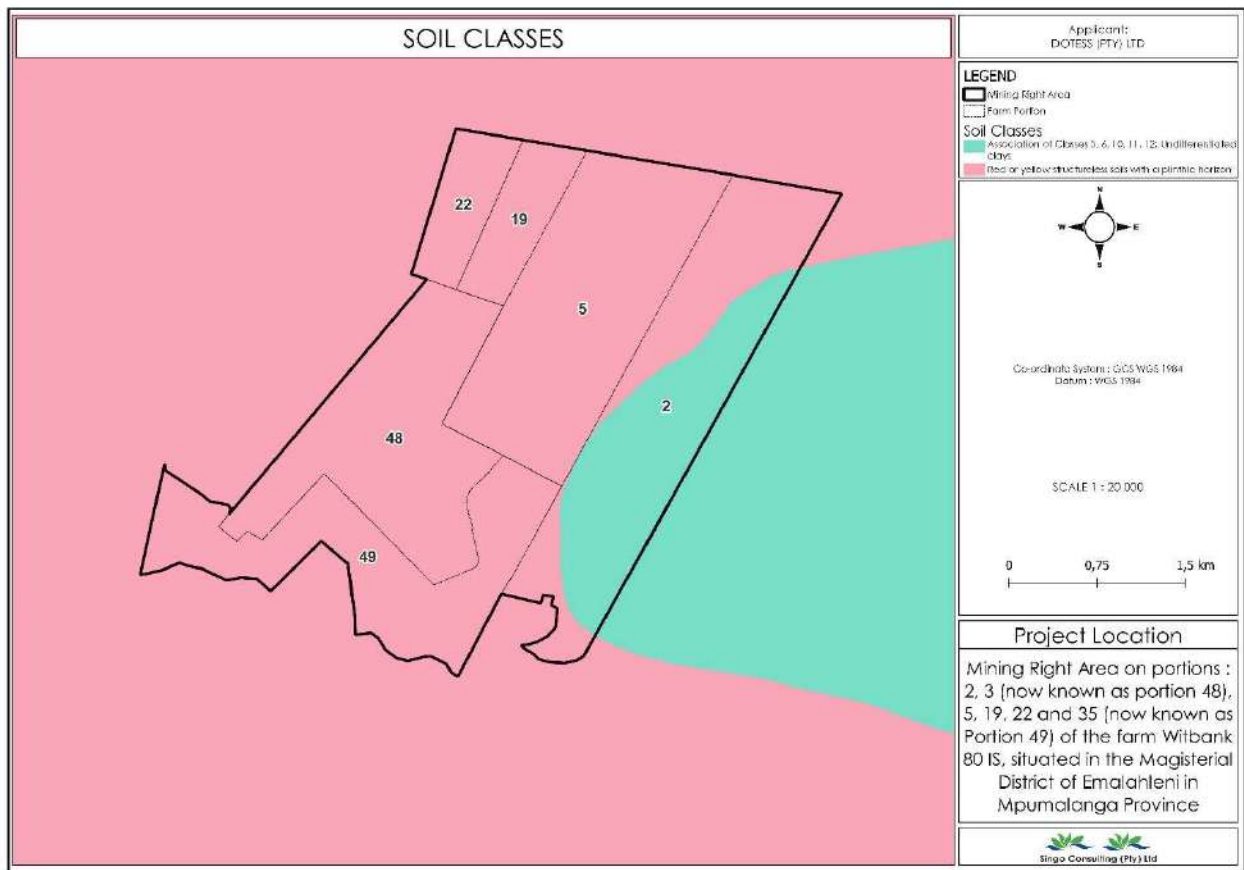 SOIL CLASSES
Applicant:
DOTESS (PTY) LTD
LEGEND
Mining Right Area
Farm Portion
Soil Classes
Association of Classes 6, 10, 11, 12: Undifferentiated
clays
Red or yellow structureless soils with a plinthic horizon
N
W
E
S
22
19
5
2
48
49
Co-ordinate System : GCS WGS 1984
Datum : WGS 1984
SCALE 1 : 20 000
0
0,75
1,5 km
Project Location
Mining Right Area on portions :
2, 3 (now known as portion 48),
5, 19, 22 and 35 (now known as
Portion 49) of the farm Witbank
80 IS, situated in the Magisterial
District of Emalahleni in
Mpumalanga Province
Singo Consulting (Pty) Ltd